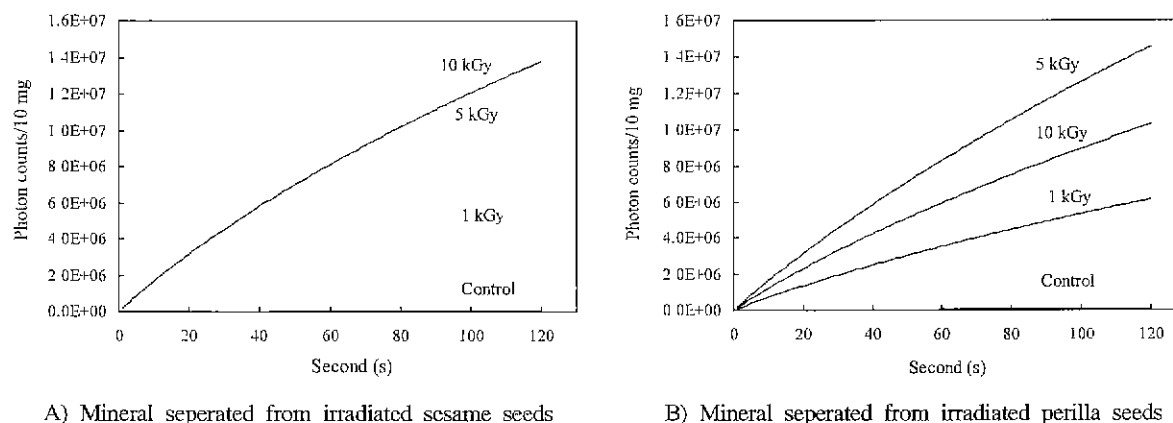 1.6E+07
1 4E+07
1 2E+07
1 0E+07
8 0E+06
6 0E+06
4 0E+06
2 0E+06
0.0E+00
Photon counts/10 mg
10 kGy
5 kGy
1 kGy
Control
0 20 40 60 80 100 120
Second (s)
A) Mineral seperated from irradiated sesame seeds
1 6E+07
1 4E+07
1 2E+07
1 0E+07
8 0E+06
6 0E+06
4 0E+06
2 0E+06
0 0E+00
Photon counts/10 mg
5 kGy
10 kGy
1 kGy
Control
0 20 40 60 80 100 120
Second (s)
B) Mineral seperated from irradiated perilla seeds